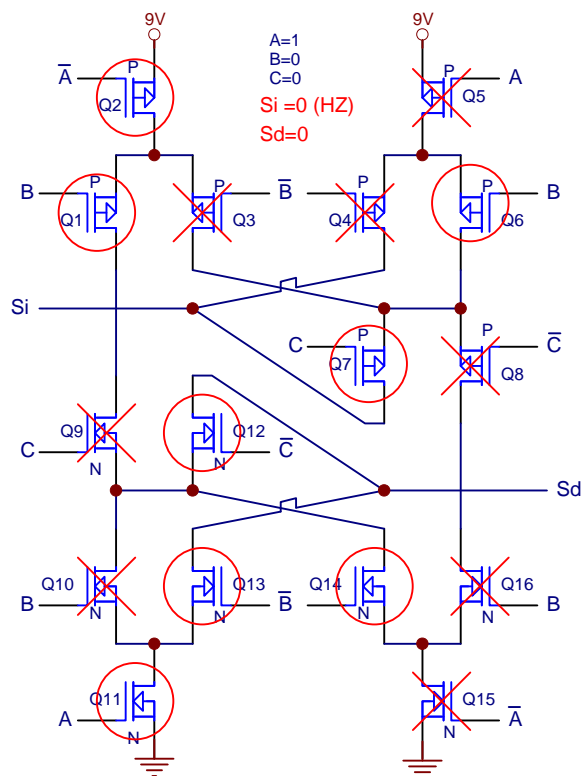 9V
9V
A=1
B=0
C=0
Si =0 (HZ)
Sd=0
A̅
P
Q2
P
Q5
A
B
P
Q1
P
Q3
B̅
P
Q4
P
Q6
B
Si
C
P
Q7
P
Q8
C̅
Q9
C
N
Q12
N
C̅
Sd
Q10
B
N
Q13
N
B̅
Q14
N
Q16
N
B
Q11
A
N
Q15
N
A̅